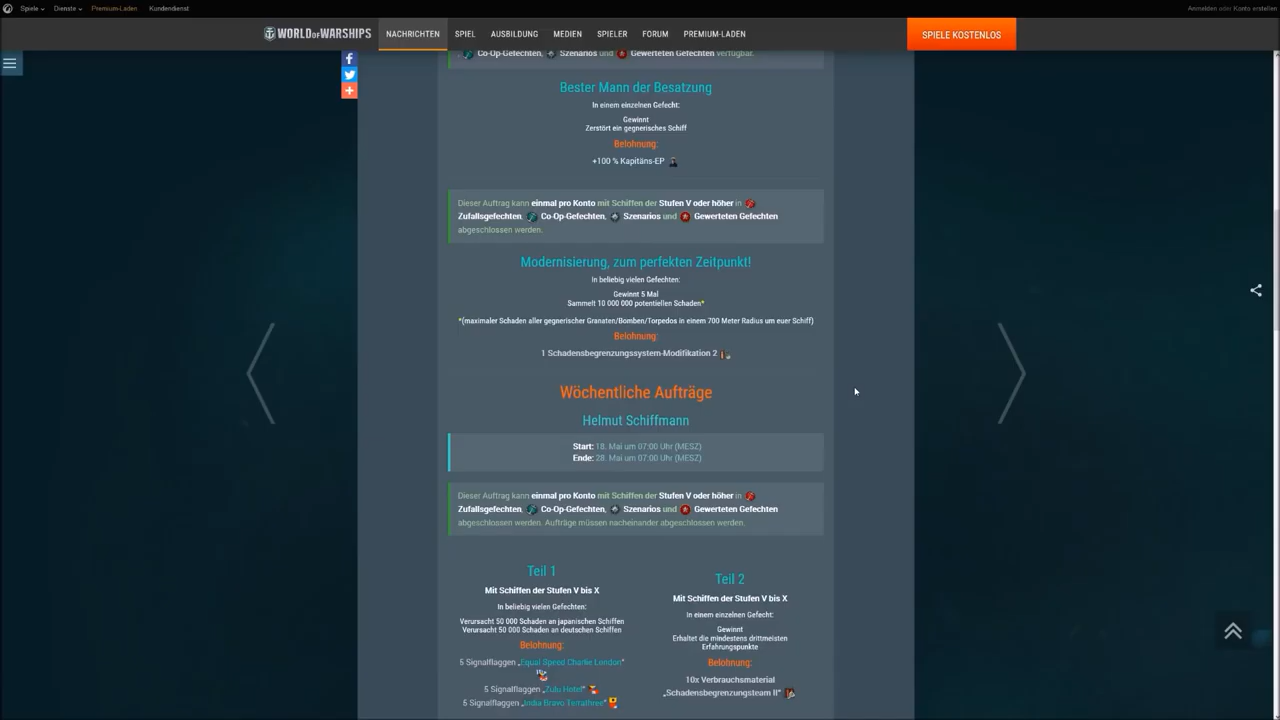 Spiele
Dienste
Premium-Laden
Kundendienst
Anmelden oder Konto erstellen
WORLD OF WARSHIPS
NACHRICHTEN
SPIEL
AUSBILDUNG
MEDIEN
SPIELER
FORUM
PREMIUM-LADEN
SPIELE KOSTENLOS
Co-Op-Gefechten, Szenarios und Gewerteten Gefechten verfügbar.
Bester Mann der Besatzung
In einem einzelnen Gefecht:
Gewinnt
Zerstört ein gegnerisches Schiff
Belohnung:
+100 % Kapitäns-EP
Dieser Auftrag kann einmal pro Konto mit Schiffen der Stufen V oder höher in
Zufallsgefechten, Co-Op-Gefechten, Szenarios und Gewerteten Gefechten
abgeschlossen werden.
Modernisierung, zum perfekten Zeitpunkt!
In beliebig vielen Gefechten:
Gewinnt 5 Mal
Sammelt 10 000 000 potentiellen Schaden*
*(maximaler Schaden aller gegnerischer Granaten/Bomben/Torpedos in einem 700 Meter Radius um euer Schiff)
Belohnung:
1 Schadensbegrenzungssystem-Modifikation 2
Wöchentliche Aufträge
Helmut Schiffmann
Start: 18. Mai um 07:00 Uhr (MESZ)
Ende: 28. Mai um 07:00 Uhr (MESZ)
Dieser Auftrag kann einmal pro Konto mit Schiffen der Stufen V oder höher in
Zufallsgefechten, Co-Op-Gefechten, Szenarios und Gewerteten Gefechten
abgeschlossen werden. Aufträge müssen nacheinander abgeschlossen werden.
Teil 1
Mit Schiffen der Stufen V bis X
In beliebig vielen Gefechten:
Verursacht 50 000 Schaden an japanischen Schiffen
Verursacht 50 000 Schaden an deutschen Schiffen
Belohnung:
5 Signalflaggen „Equal Speed Charlie London"
5 Signalflaggen „Zulu Hotel"
5 Signalflaggen „India Bravo Terrathree"
Teil 2
Mit Schiffen der Stufen V bis X
In einem einzelnen Gefecht:
Gewinnt
Erhaltet die mindestens drittmeisten
Erfahrungspunkte
Belohnung:
10x Verbrauchsmaterial
„Schadensbegrenzungsteam II"